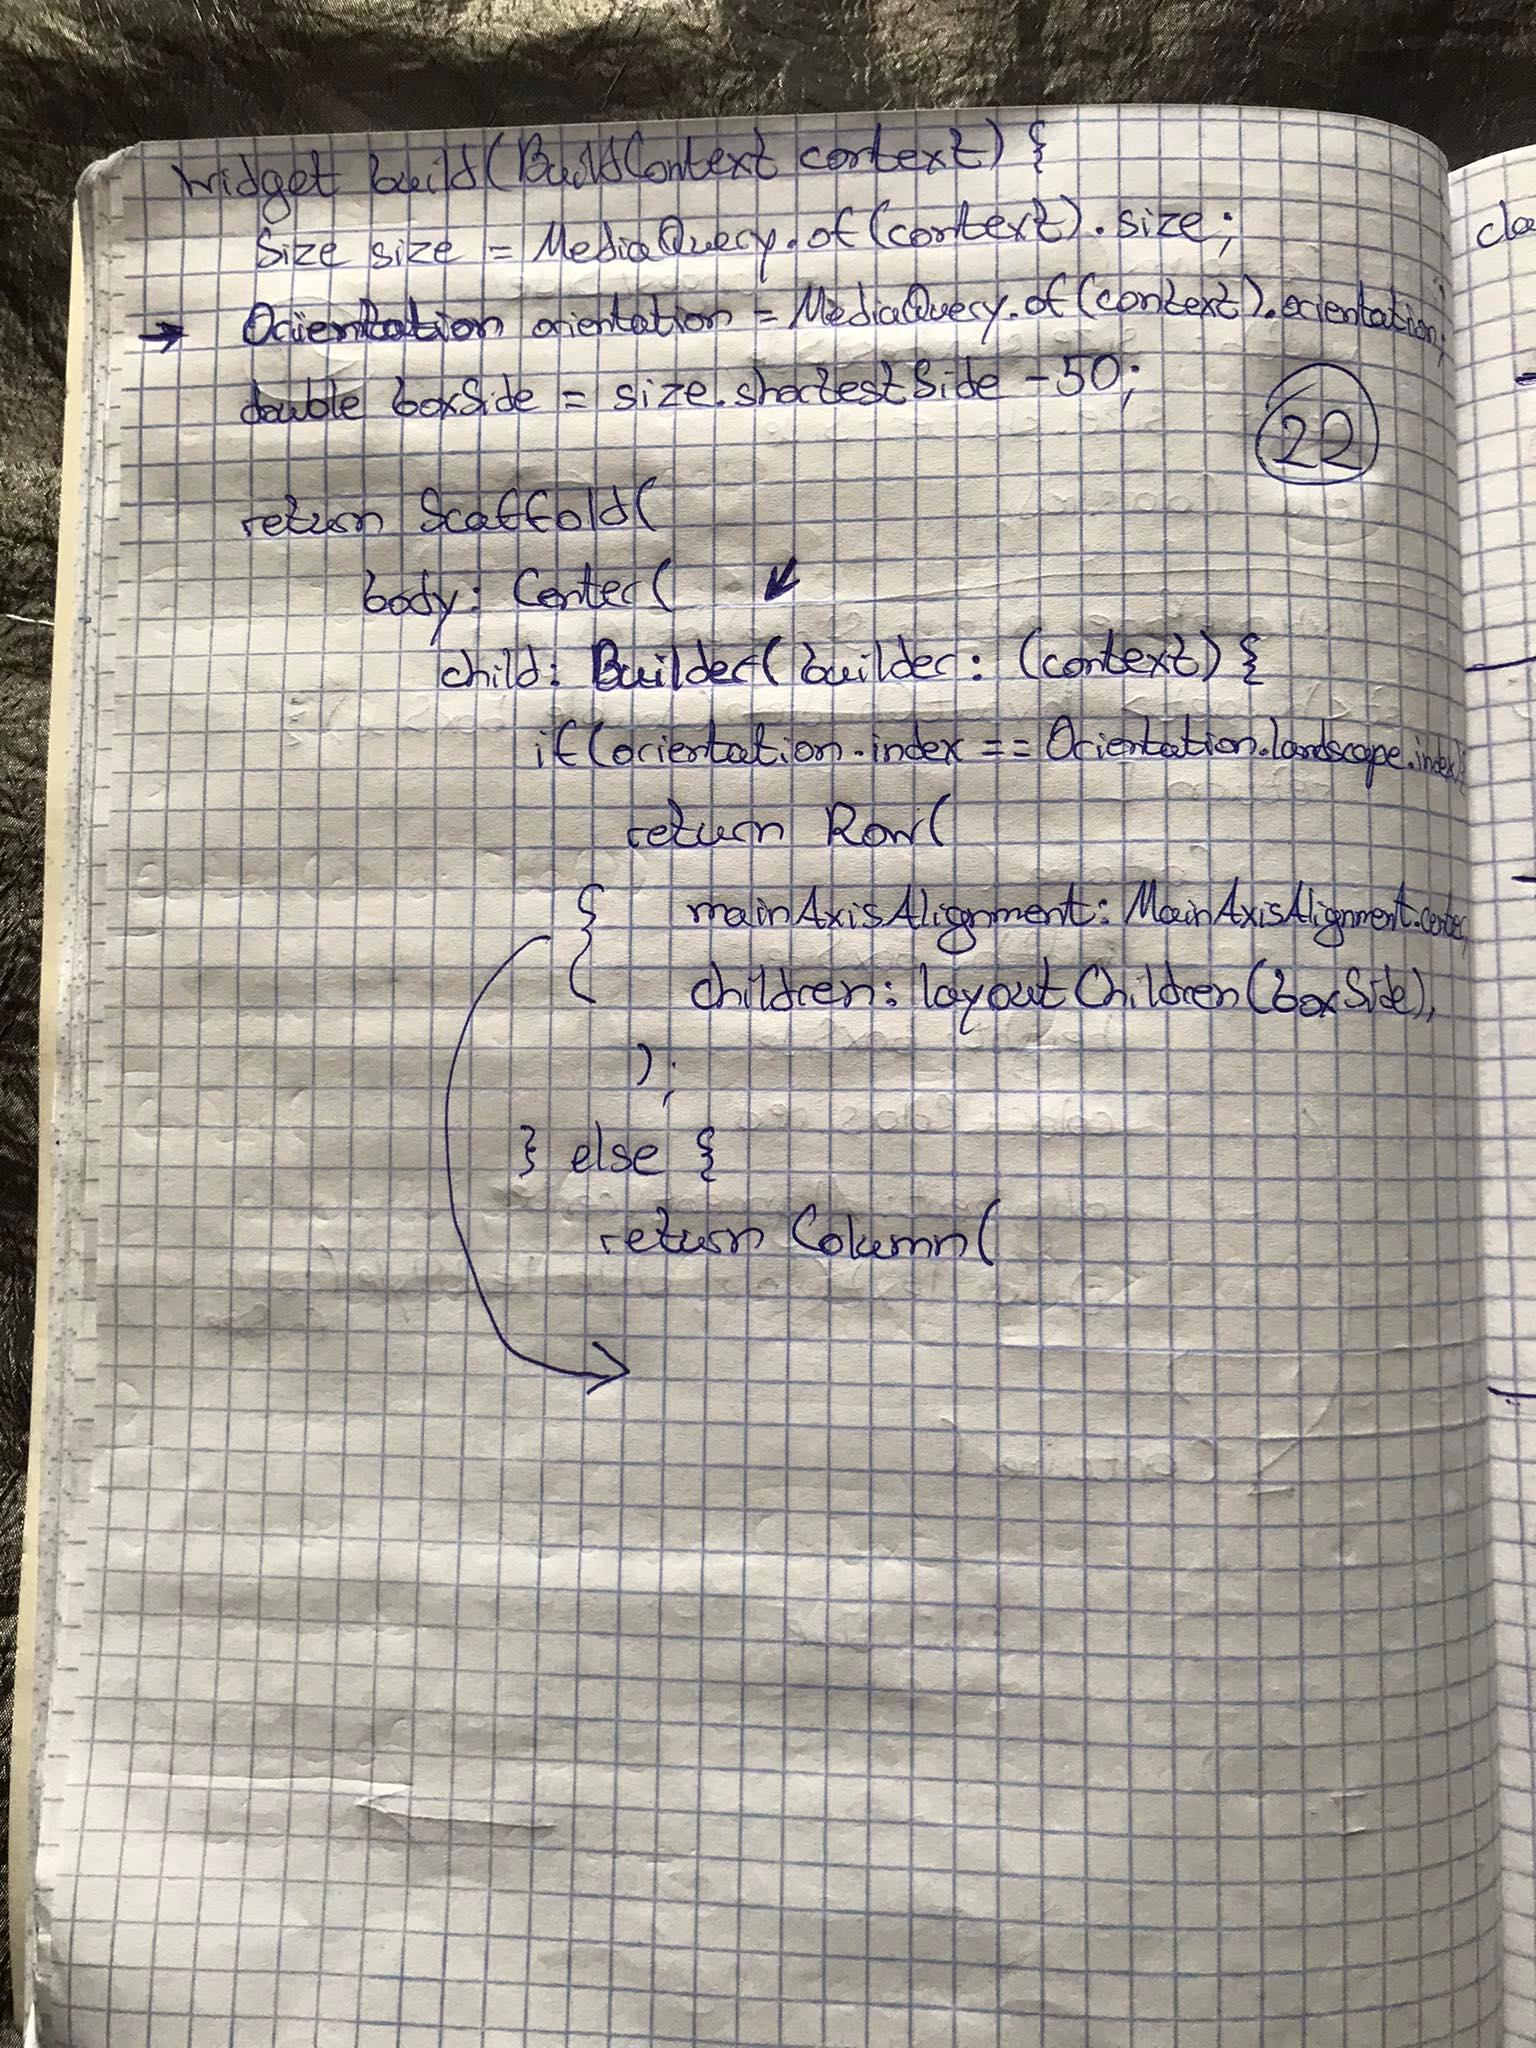 Widget build(BuildContext context) {
Size size = MediaQuery.of(context).size;
→ Orientation orientation = MediaQuery.of(context).orientation;
double boxSide = size.shortestSide - 50;
22
return Scaffold(
body: Center(
child: Builder(builder: (context) {
if(orientation.index == Orientation.landscape.index){
return Row(
mainAxisAlignment: MainAxisAlignment.center,
children: layoutChildren(boxSide),
);
} else {
return Column(
cla